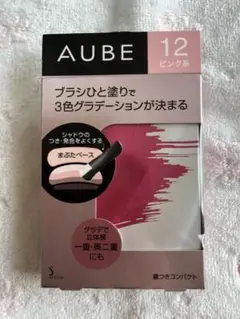 AUBE
12
ピンク系
ブラシひと塗りで
3色グラデーションが決まる
シャドウの
つき・発色をよくする
まぶたベース
グラデで
立体感
一重・奥二重
にも
S
鏡つきコンパクト